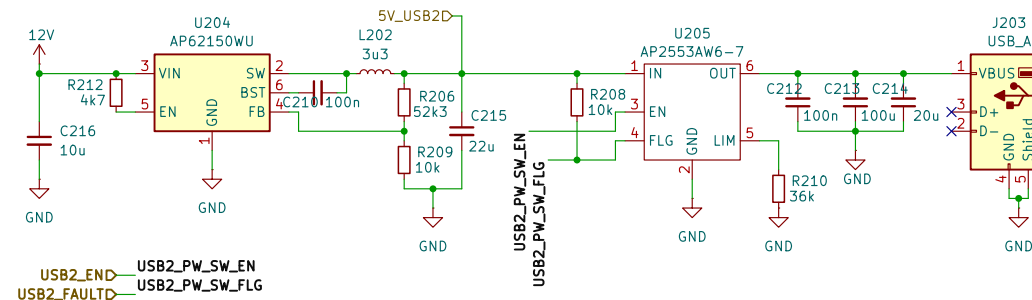 5V_USB2
12V
U204
AP62150WU
L202
3u3
U205
AP2553AW6-7
J203
USB_A
R212
4k7
3
VIN
SW
2
BST
6
5
EN
FB
4
GND
1
C210
100n
R206
52k3
R209
10k
C215
22u
C216
10u
GND
GND
GND
R208
10k
1
IN
OUT
6
3
EN
4
FLG
LIM
5
GND
2
USB2_PW_SW_EN
USB2_PW_SW_FLG
R210
36k
GND
GND
C212
100n
C213
100u
C214
20u
GND
1
VBUS
3
D+
2
D-
GND
Shield
4
5
GND
USB2_EN
USB2_PW_SW_EN
USB2_FAULT
USB2_PW_SW_FLG